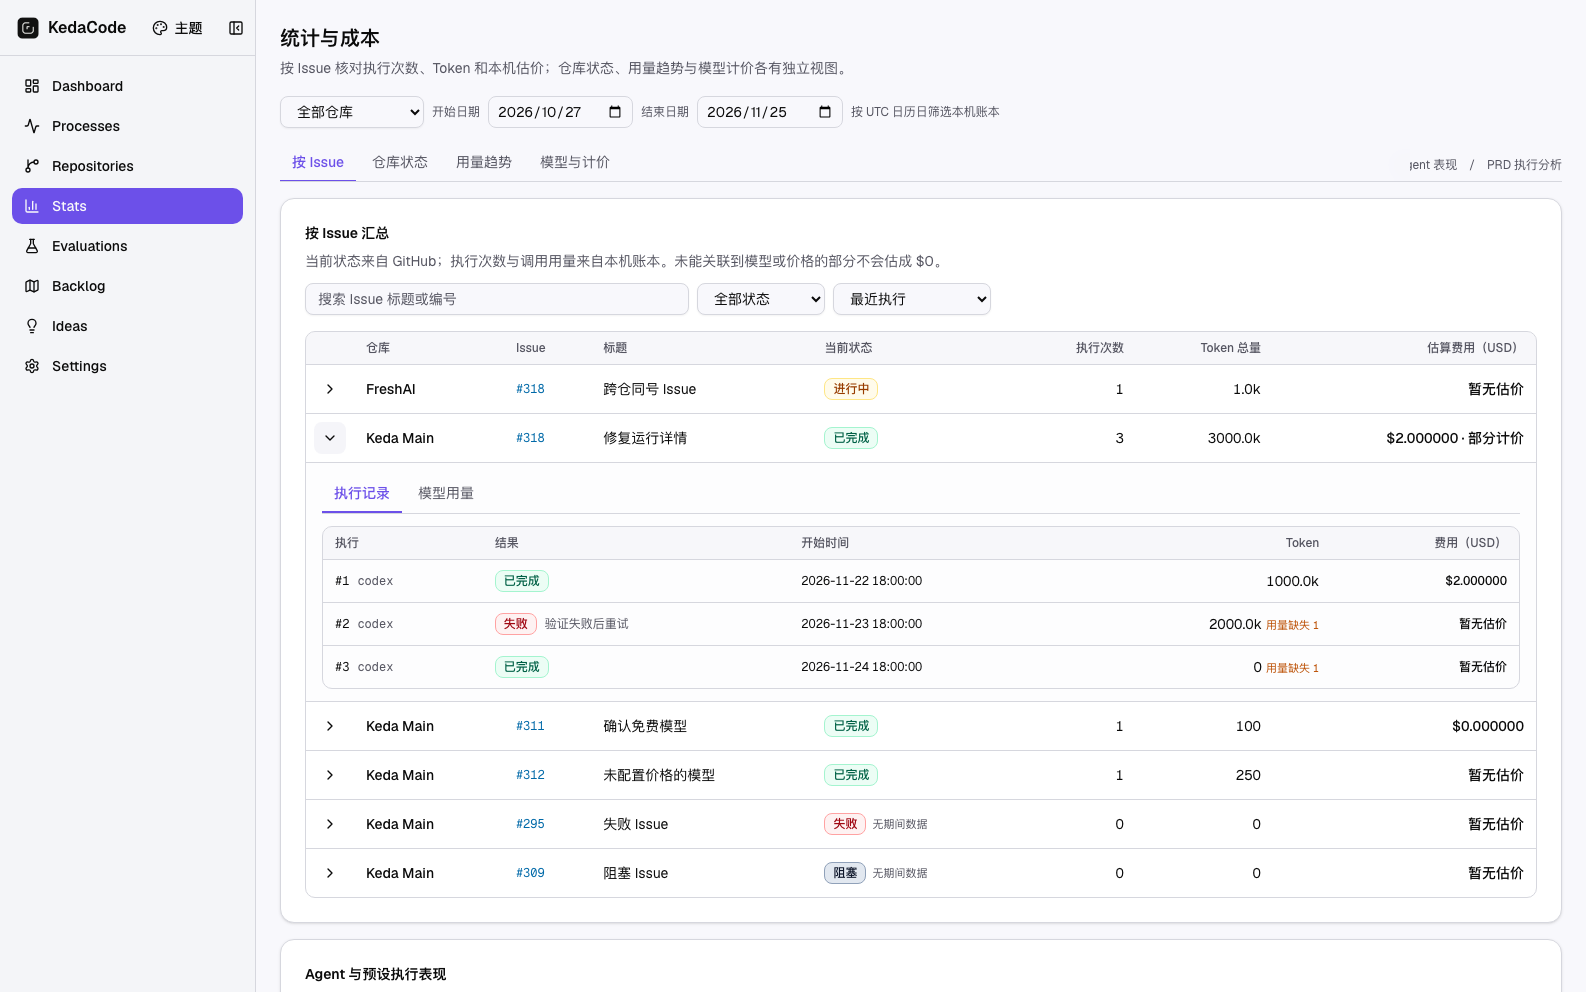 KedaCode 主题
Dashboard
Processes
Repositories
Stats
Evaluations
Backlog
Ideas
Settings
统计与成本
按 Issue 核对执行次数、Token 和本机估价；仓库状态、用量趋势与模型计价各有独立视图。
全部仓库 开始日期 2026/10/27 结束日期 2026/11/25 按 UTC 日历日筛选本机账本
按 Issue 仓库状态 用量趋势 模型与计价 gent 表现 / PRD 执行分析
按 Issue 汇总
当前状态来自 GitHub；执行次数与调用用量来自本机账本。未能关联到模型或价格的部分不会估成 $0。
搜索 Issue 标题或编号 全部状态 最近执行
仓库 Issue 标题 当前状态 执行次数 Token 总量 估算费用（USD）
FreshAI #318 跨仓同号 Issue 进行中 1 1.0k 暂无估价
Keda Main #318 修复运行详情 已完成 3 3000.0k $2.000000 · 部分计价
执行记录 模型用量
执行 结果 开始时间 Token 费用（USD）
#1 codex 已完成 2026-11-22 18:00:00 1000.0k $2.000000
#2 codex 失败 验证失败后重试 2026-11-23 18:00:00 2000.0k 用量缺失 1 暂无估价
#3 codex 已完成 2026-11-24 18:00:00 0 用量缺失 1 暂无估价
Keda Main #311 确认免费模型 已完成 1 100 $0.000000
Keda Main #312 未配置价格的模型 已完成 1 250 暂无估价
Keda Main #295 失败 Issue 失败 无期间数据 0 0 暂无估价
Keda Main #309 阻塞 Issue 阻塞 无期间数据 0 0 暂无估价
Agent 与预设执行表现